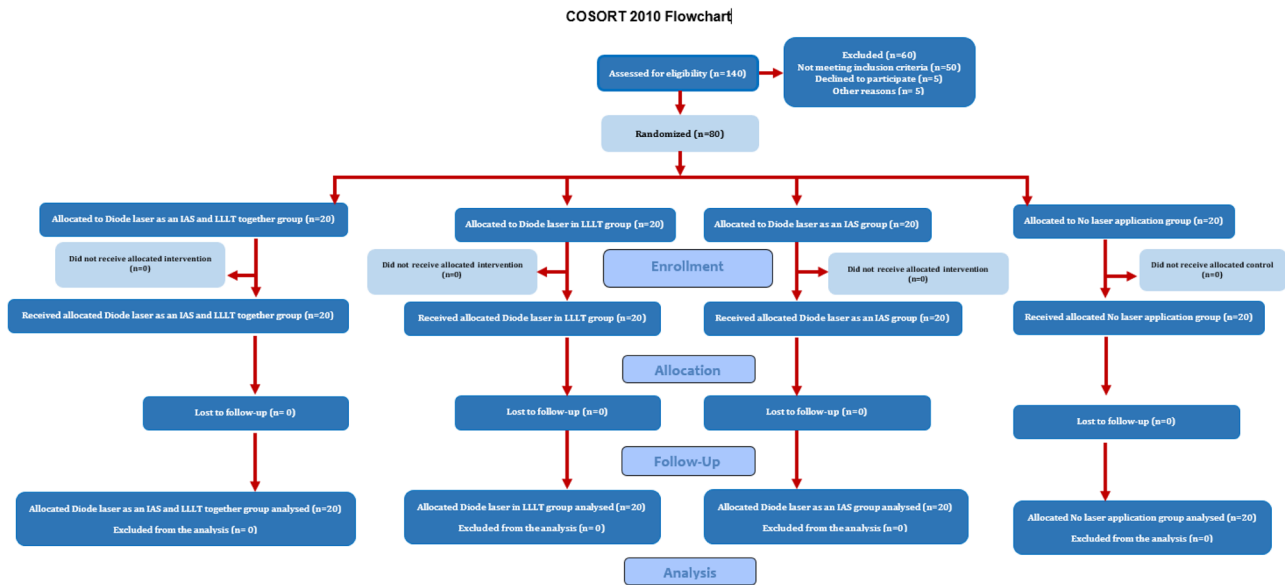 COSORT 2010 Flowchart
Assessed for eligibility (n=140)
Excluded (n=60)
Not meeting inclusion criteria (n=50)
Declined to participate (n=5)
Other reasons (n= 5)
Randomized (n=80)
Allocated to Diode laser as an IAS and LLLT together group (n=20)
Allocated to Diode laser in LLLT group (n=20)
Allocated to Diode laser as an IAS group (n=20)
Allocated to No laser application group (n=20)
Did not receive allocated intervention
(n=0)
Did not receive allocated intervention
(n=0)
Enrollment
Did not receive allocated intervention
(n=0)
Did not receive allocated control
(n=0)
Received allocated Diode laser as an IAS and LLLT together group (n=20)
Received allocated Diode laser in LLLT group (n=20)
Received allocated Diode laser as an IAS group (n=20)
Received allocated No laser application group (n=20)
Allocation
Lost to follow-up (n= 0)
Lost to follow-up (n=0)
Lost to follow-up (n=0)
Lost to follow-up (n=0)
Follow-Up
Allocated Diode laser as an IAS and LLLT together group analysed (n=20)
Excluded from the analysis (n= 0)
Allocated Diode laser in LLLT group analysed (n=20)
Excluded from the analysis (n= 0)
Allocated Diode laser as an IAS group analysed (n=20)
Excluded from the analysis (n=0)
Allocated No laser application group analysed (n=20)
Excluded from the analysis (n=0)
Analysis